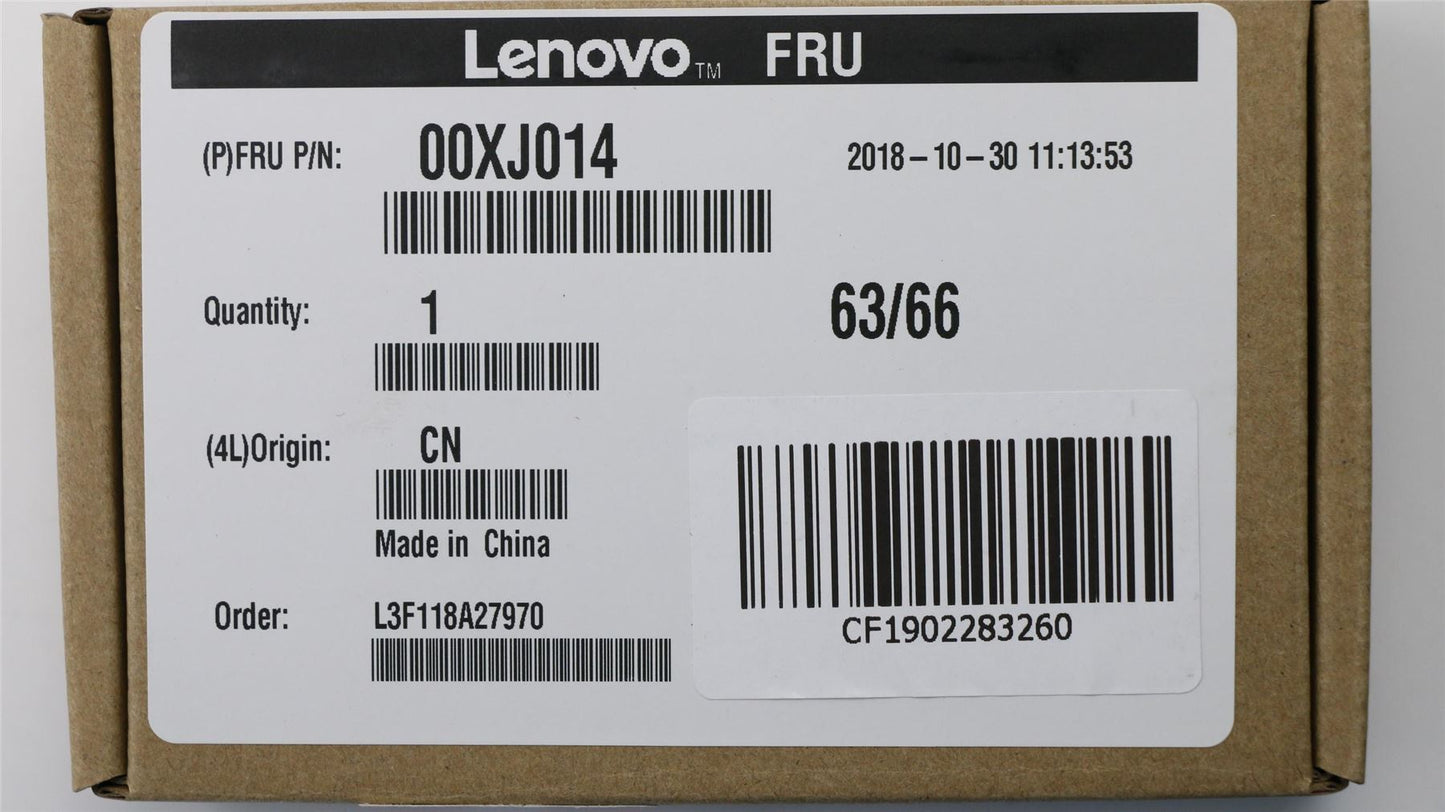 Lenovo™ FRU
(P)FRU P/N: 00XJ014 2018-10-30 11:13:53
Quantity: 1 63/66
(4L)Origin: CN
Made in China
Order: L3F118A27970
CF1902283260